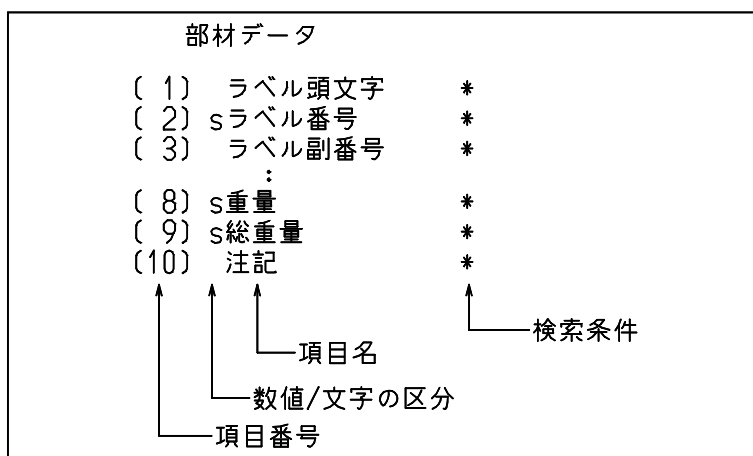 部材データ
( 1) ラベル頭文字 *
( 2) sラベル番号 *
( 3) ラベル副番号 *
:
( 8) s重量 *
( 9) s総重量 *
(10) 注記 *
検索条件
項目名
数値/文字の区分
項目番号